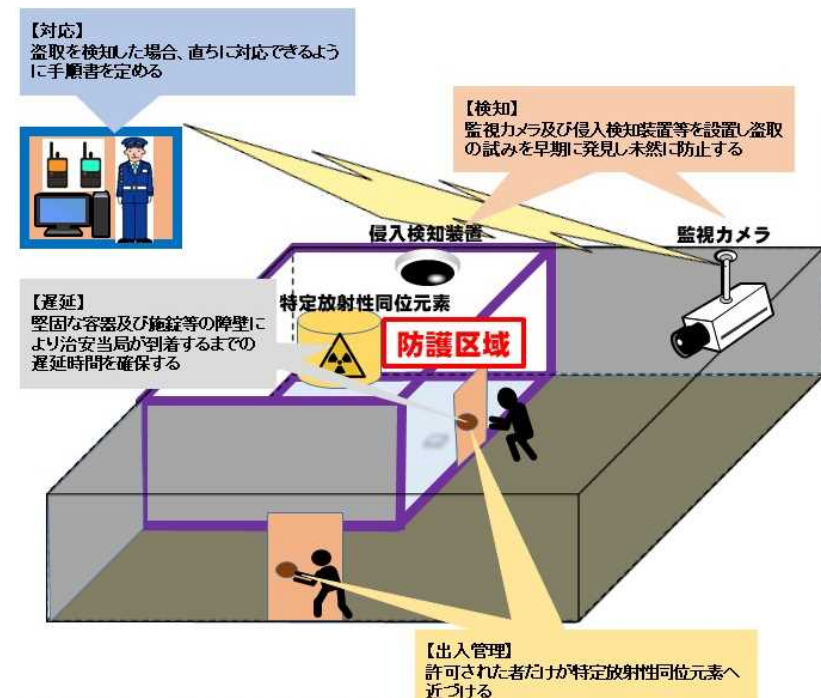 【対応】
盗取を検知した場合、直ちに対応できるよう
に手順書を定める
【検知】
監視カメラ及び侵入検知装置等を設置し盗取
の試みを早期に発見し未然に防止する
侵入検知装置
監視カメラ
【遅延】
堅固な容器及び施錠等の障壁に
より治安当局が到着するまでの
遅延時間を確保する
特定放射性同位元素
防護区域
【出入管理】
許可された者だけが特定放射性同位元素へ
近づける